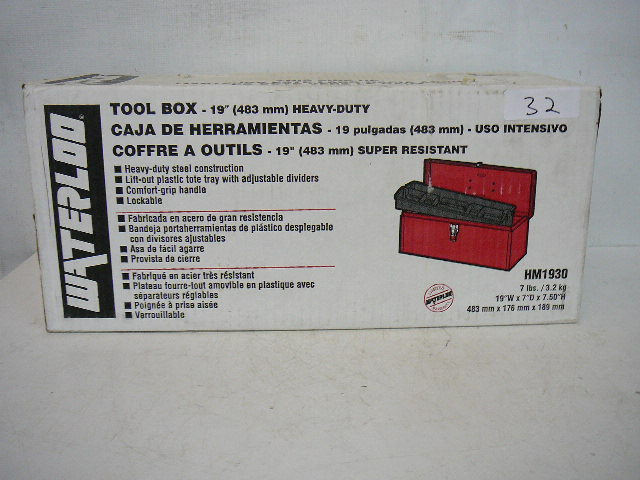 WATERLOO
TOOL BOX - 19" (483 mm) HEAVY-DUTY
32
CAJA DE HERRAMIENTAS - 19 pulgadas (483 mm) - USO INTENSIVO
COFFRE A OUTILS - 19" (483 mm) SUPER RESISTANT
Heavy-duty steel construction
Lift-out plastic tote tray with adjustable dividers
Comfort-grip handle
Lockable
Fabricada en acero de gran resistencia
Bandeja portaherramientas de plástico desplegable
con divisores ajustables
Asa de fácil agarre
Provista de cierre
Fabriqué en acier très résistant
Plateau fourre-tout amovible en plastique avec
séparateurs réglables
Poignée à prise aisée
Verrouillable
WATERLOO
HM1930
7 lbs. / 3.2 kg
19"W x 7"D x 7.50"H
483 mm x 176 mm x 189 mm